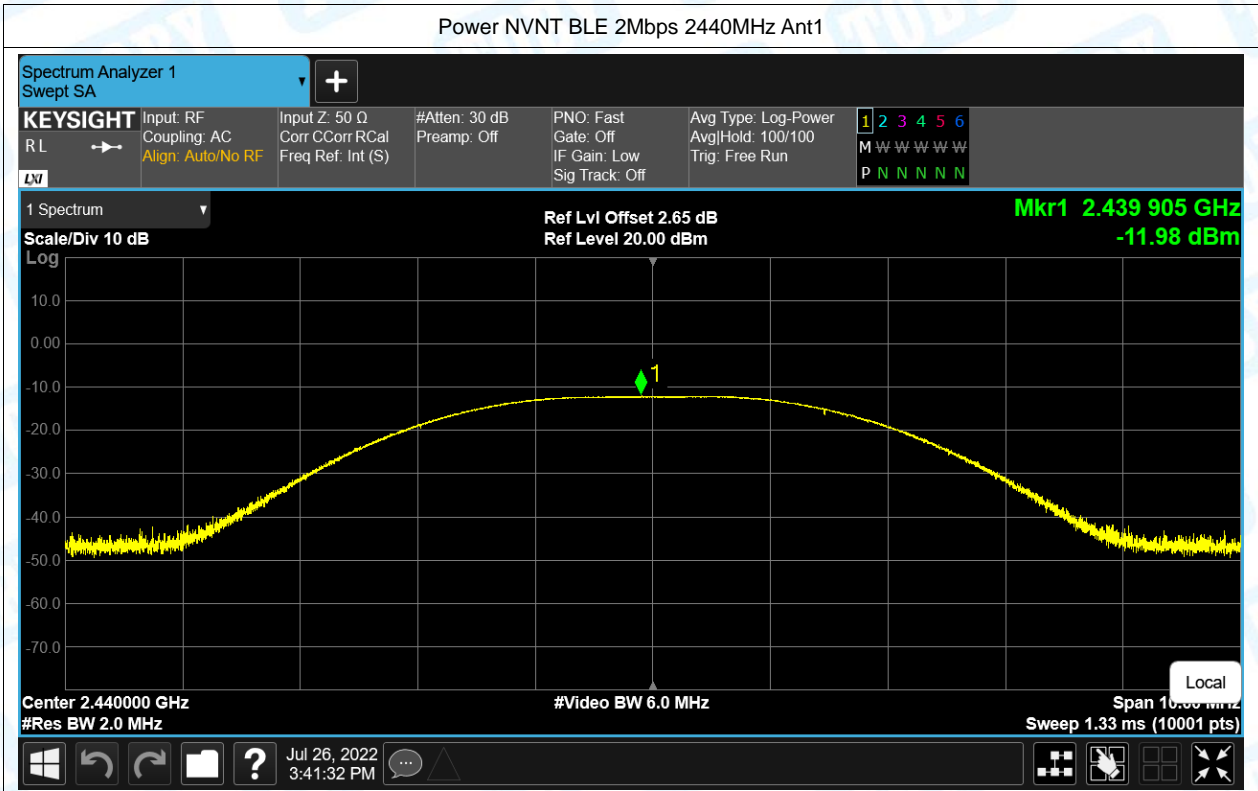 Power NVNT BLE 2Mbps 2440MHz Ant1
Spectrum Analyzer 1
Swept SA
+
KEYSIGHT
R L
LXI
Input: RF
Coupling: AC
Align: Auto/No RF
Input Z: 50 Ω
Corr CCorr RCal
Freq Ref: Int (S)
#Atten: 30 dB
Preamp: Off
PNO: Fast
Gate: Off
IF Gain: Low
Sig Track: Off
Avg Type: Log-Power
Avg|Hold: 100/100
Trig: Free Run
1 2 3 4 5 6
M W W W W W
P N N N N N
1 Spectrum
Scale/Div 10 dB
Log
Ref Lvl Offset 2.65 dB
Ref Level 20.00 dBm
Mkr1 2.439 905 GHz
-11.98 dBm
10.0
0.00
-10.0
-20.0
-30.0
-40.0
-50.0
-60.0
-70.0
1
Local
Center 2.440000 GHz
#Res BW 2.0 MHz
#Video BW 6.0 MHz
Span 10.00 MHz
Sweep 1.33 ms (10001 pts)
?
Jul 26, 2022
3:41:32 PM